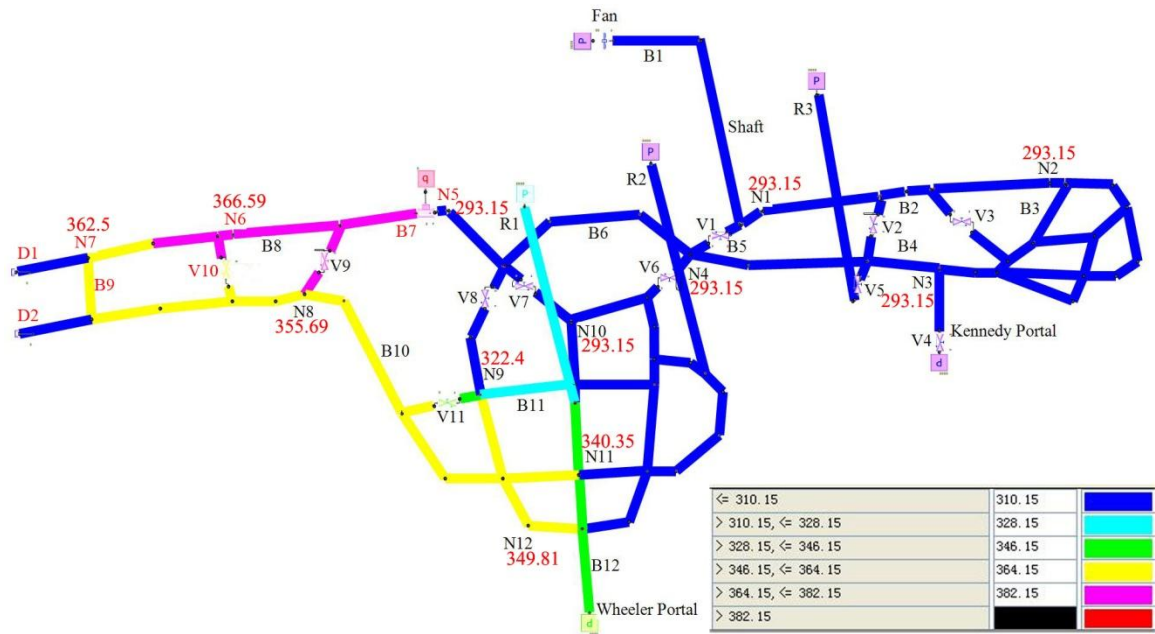 Fan
P
B1
P
R3
Shaft
P
R2
293.15
N1
293.15
N2
q
N5
293.15
P
R1
366.59
N6
362.5
N7
D1
B8
B7
V10
V9
B9
D2
N8
355.69
B10
V8
V7
B6
V6
V1
B5
N4
293.15
B2
V2
B4
V3
B3
V5
293.15
N3
V4
Kennedy Portal
d
N10
293.15
322.4
N9
V11
B11
340.35
N11
N12
349.81
B12
Wheeler Portal
d
<= 310.15 310.15
> 310.15, <= 328.15 328.15
> 328.15, <= 346.15 346.15
> 346.15, <= 364.15 364.15
> 364.15, <= 382.15 382.15
> 382.15